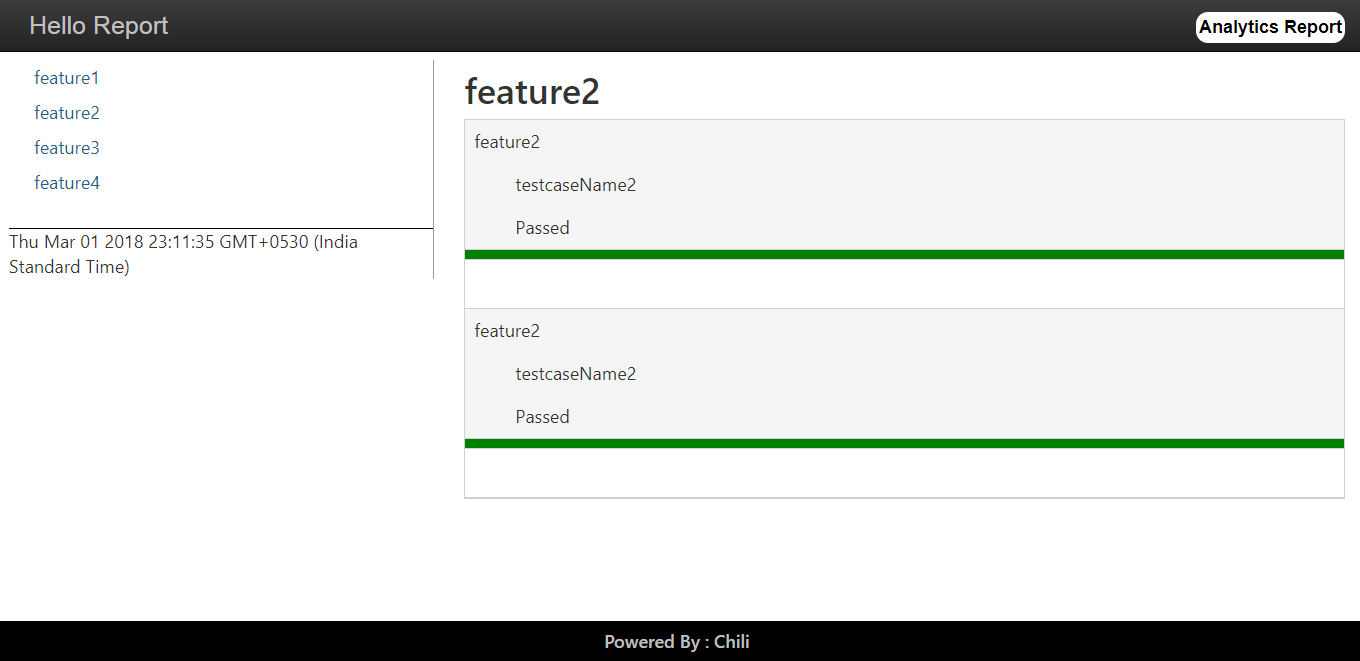 Hello Report
Analytics Report
feature1
feature2
feature3
feature4
Thu Mar 01 2018 23:11:35 GMT+0530 (India
Standard Time)
feature2
feature2
testcaseName2
Passed
feature2
testcaseName2
Passed
Powered By : Chili